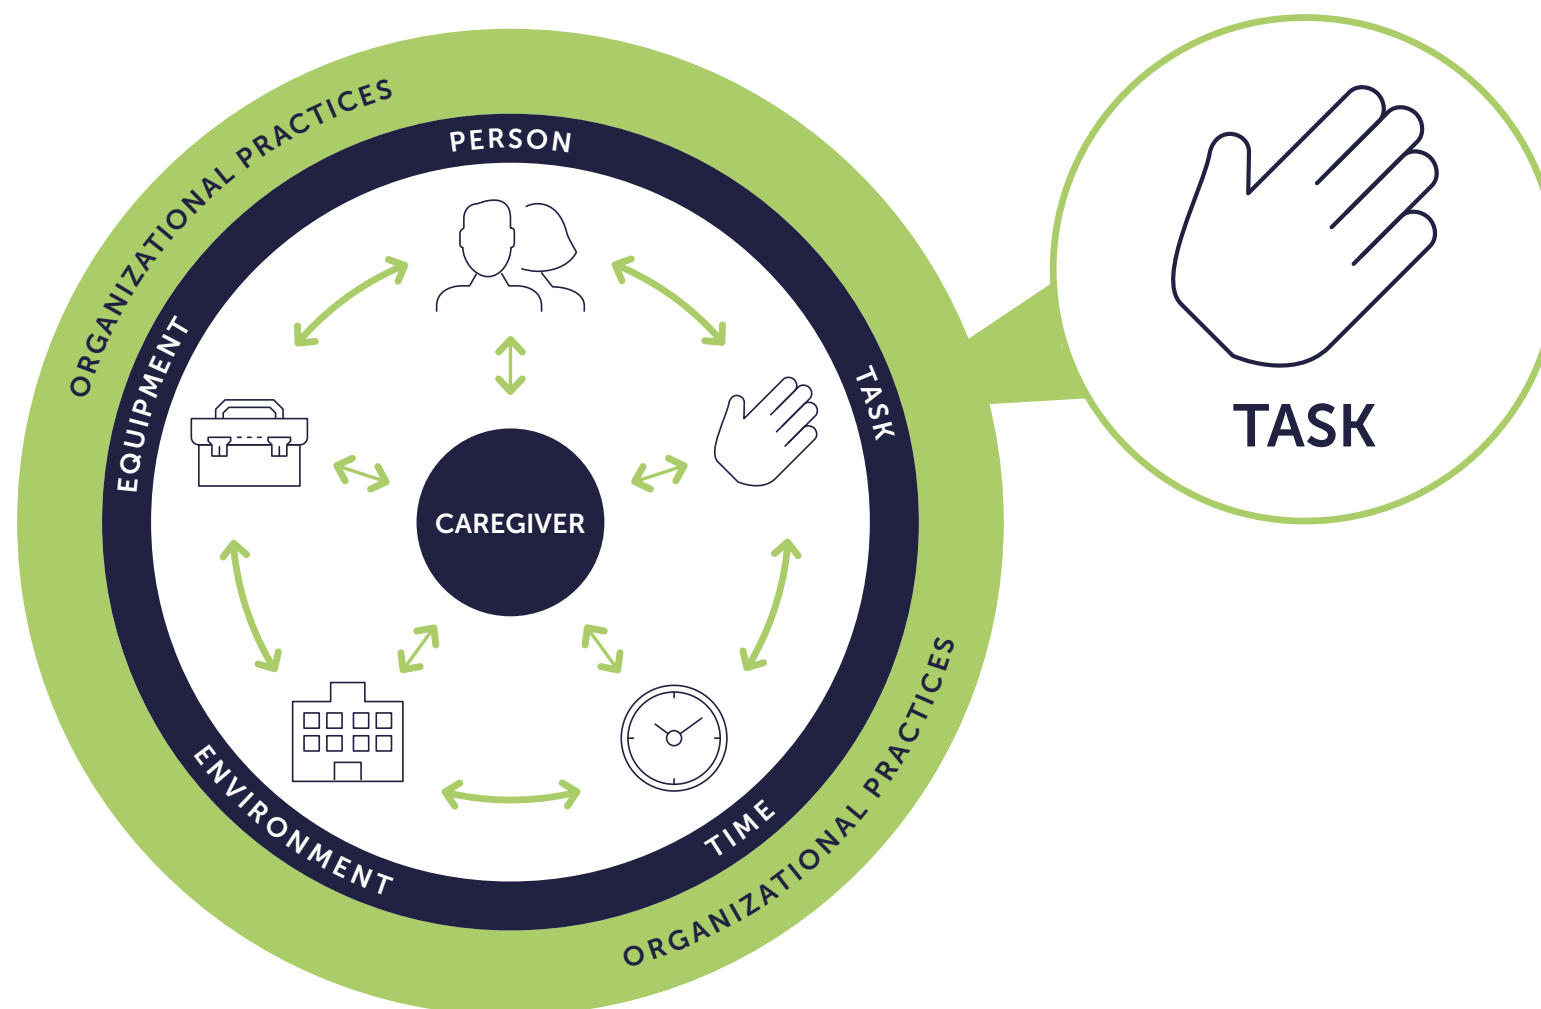 ORGANIZATIONAL PRACTICES
PERSON
EQUIPMENT
TASK
CAREGIVER
TASK
ENVIRONMENT
TIME
ORGANIZATIONAL PRACTICES